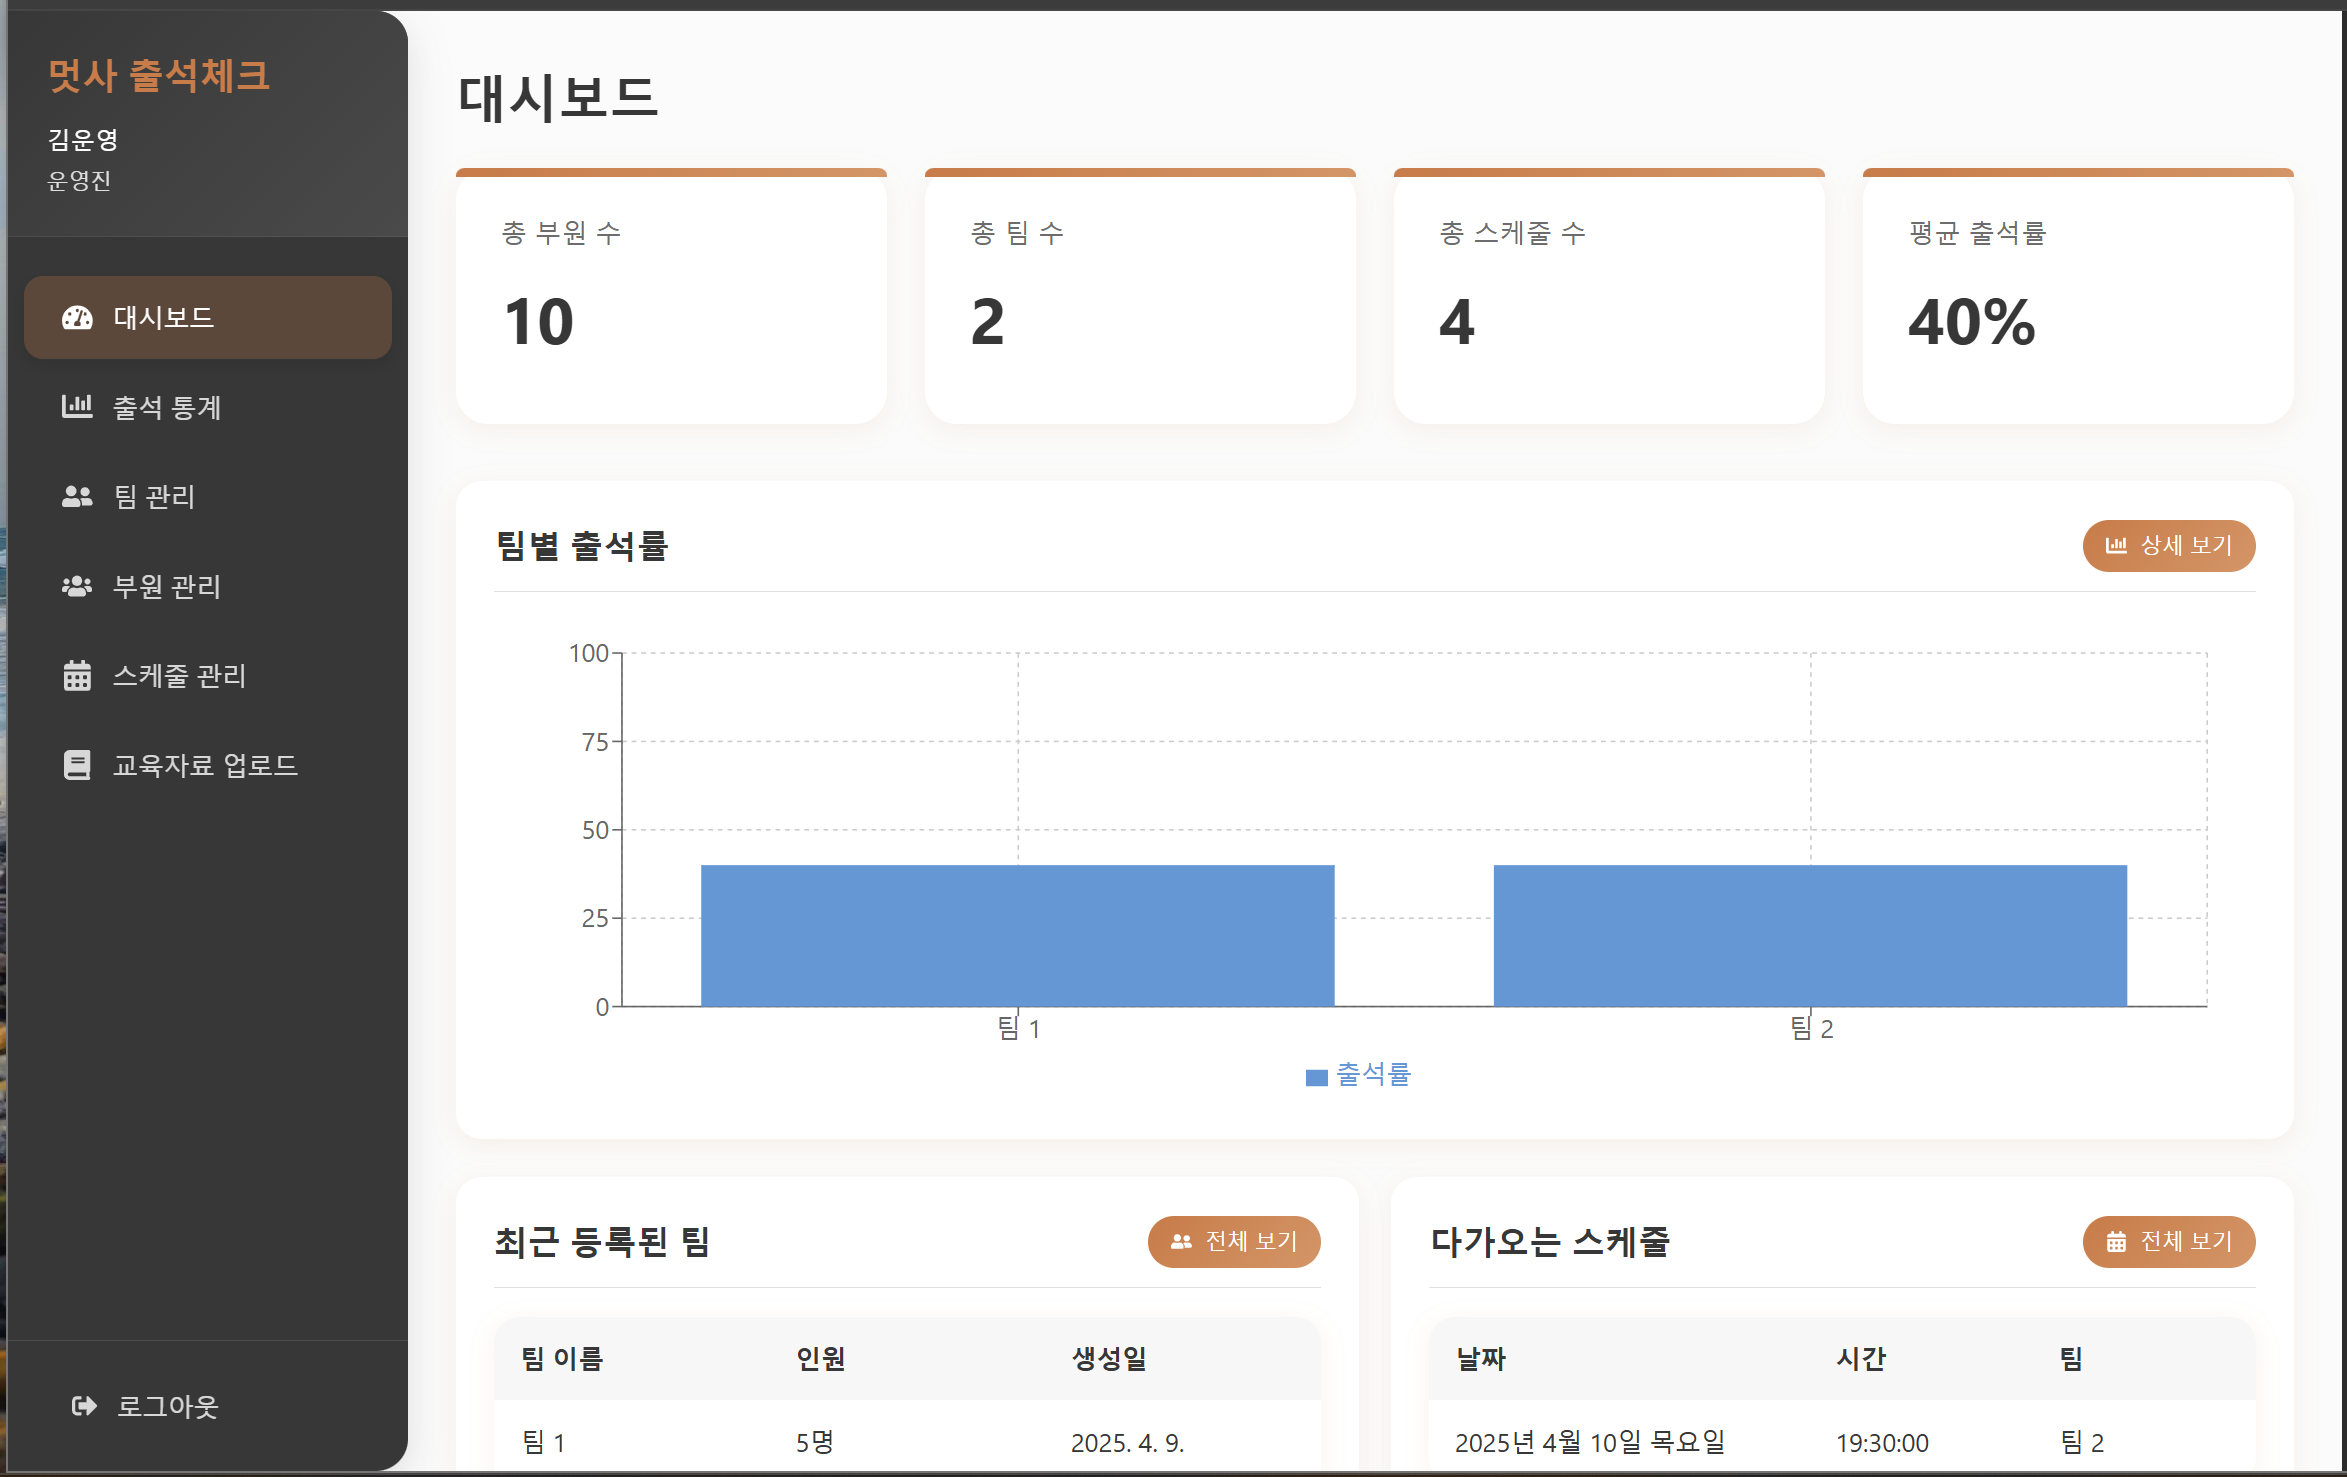 멋사 출석체크
김운영
운영진
대시보드
출석 통계
팀 관리
부원 관리
스케줄 관리
교육자료 업로드
로그아웃
대시보드
총 부원 수
10
총 팀 수
2
총 스케줄 수
4
평균 출석률
40%
팀별 출석률
상세 보기
100
75
50
25
0
팀 1
팀 2
출석률
최근 등록된 팀
전체 보기
팀 이름 인원 생성일
팀 1 5명 2025. 4. 9.
다가오는 스케줄
전체 보기
날짜 시간 팀
2025년 4월 10일 목요일 19:30:00 팀 2